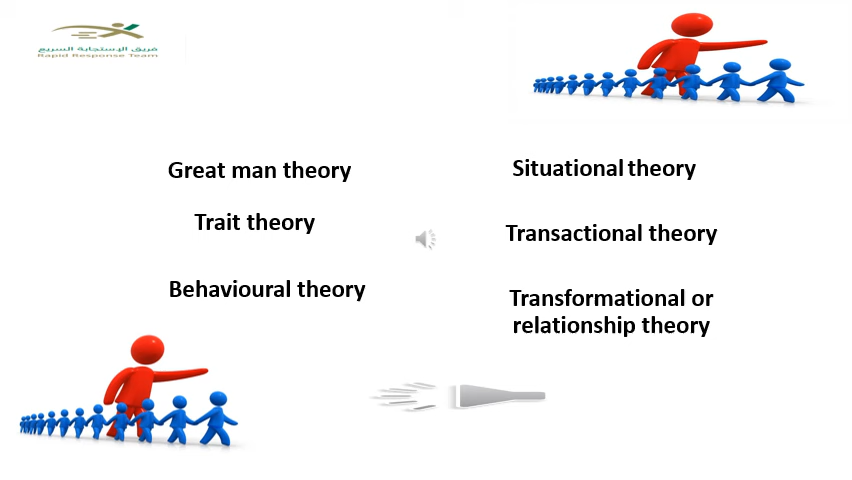 فريق الإستجابة السريع
Rapid Response Team
Great man theory
Trait theory
Behavioural theory
Situational theory
Transactional theory
Transformational or
relationship theory